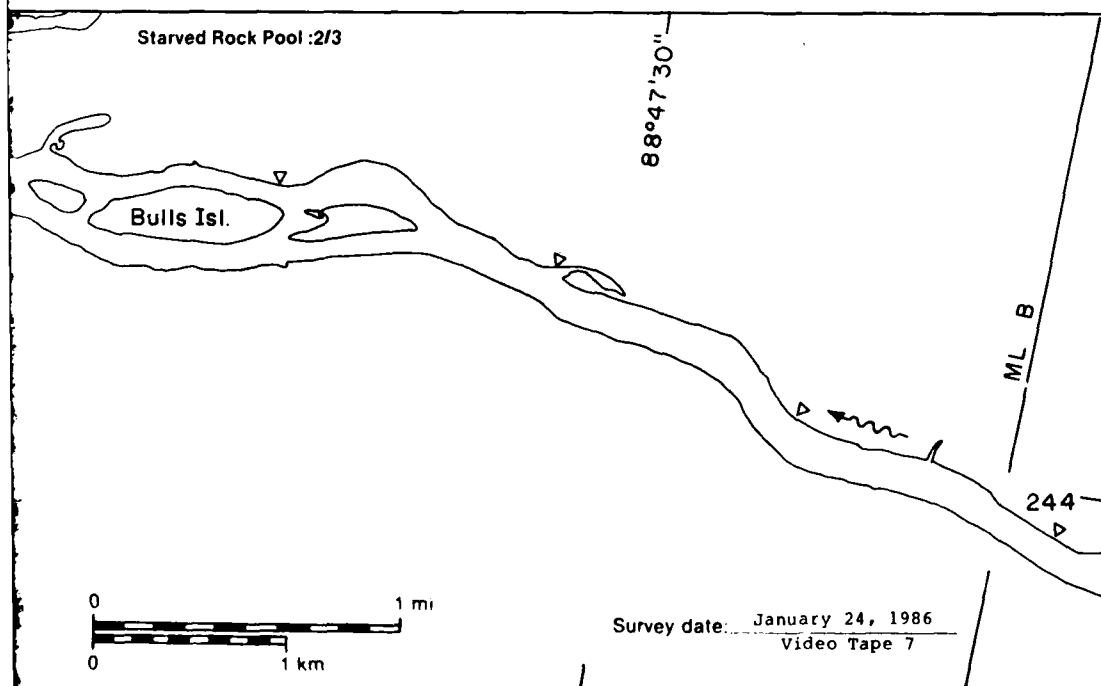 Starved Rock Pool :2/3
88°47'30"
Bulls Isl.
ML B
244
0 1 mi
0 1 km
Survey date: January 24, 1986
Video Tape 7